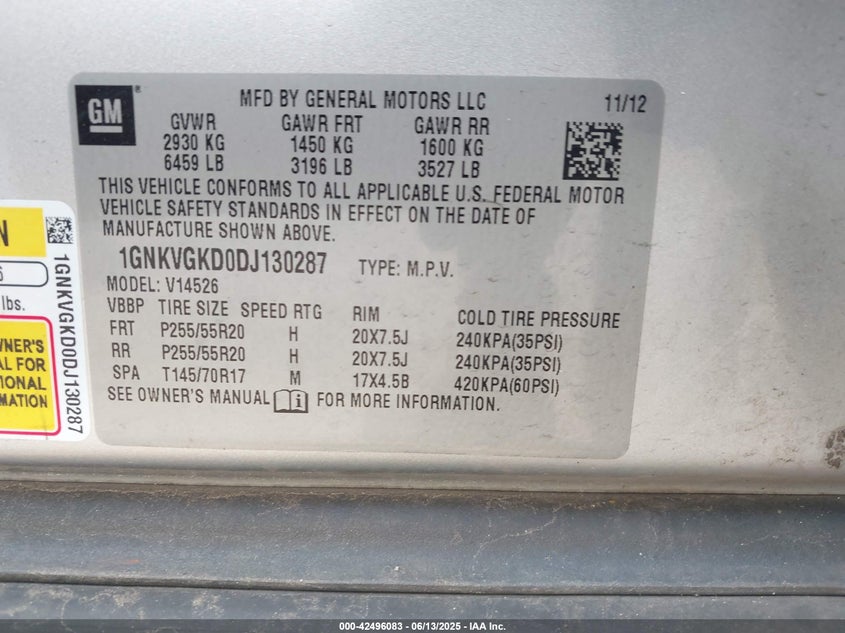 GM ®
MFD BY GENERAL MOTORS LLC 11/12
GVWR GAWR FRT GAWR RR
2930 KG 1450 KG 1600 KG
6459 LB 3196 LB 3527 LB
THIS VEHICLE CONFORMS TO ALL APPLICABLE U.S. FEDERAL MOTOR
VEHICLE SAFETY STANDARDS IN EFFECT ON THE DATE OF
MANUFACTURE SHOWN ABOVE.
1GNKVGKD0DJ130287 TYPE: M.P.V.
MODEL: V14526
VBBP TIRE SIZE SPEED RTG RIM COLD TIRE PRESSURE
FRT P255/55R20 H 20X7.5J 240KPA(35PSI)
RR P255/55R20 H 20X7.5J 240KPA(35PSI)
SPA T145/70R17 M 17X4.5B 420KPA(60PSI)
SEE OWNER'S MANUAL i FOR MORE INFORMATION.
N
6
lbs.
WNER'S
AL FOR
IONAL
MATION
1GNKVGKD0DJ130287
000-42496083 - 06/13/2025 - IAA Inc.